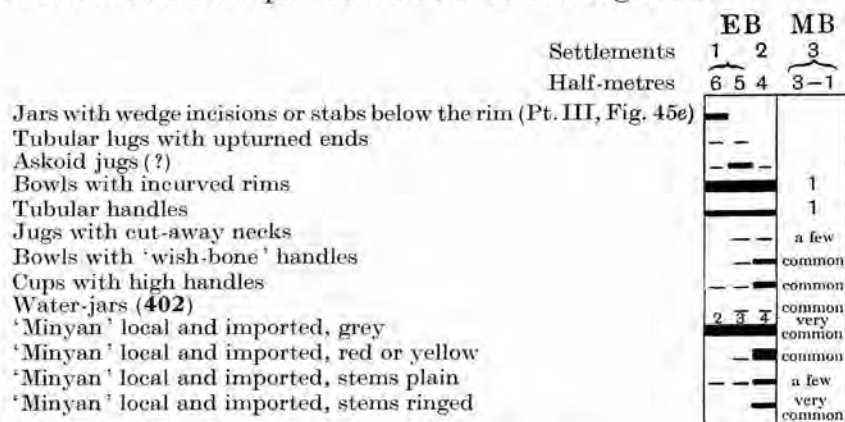 EB MB
Settlements 1 2 3
Half-metres 6 5 4 3–1
Jars with wedge incisions or stabs below the rim (Pt. III, Fig. 45e)
Tubular lugs with upturned ends
Askoid jugs (?)
Bowls with incurved rims 1
Tubular handles 1
Jugs with cut-away necks a few
Bowls with 'wish-bone' handles common
Cups with high handles common
Water-jars (402) 2 3 4 common
'Minyan' local and imported, grey very common
'Minyan' local and imported, red or yellow common
'Minyan' local and imported, stems plain a few
'Minyan' local and imported, stems ringed very common